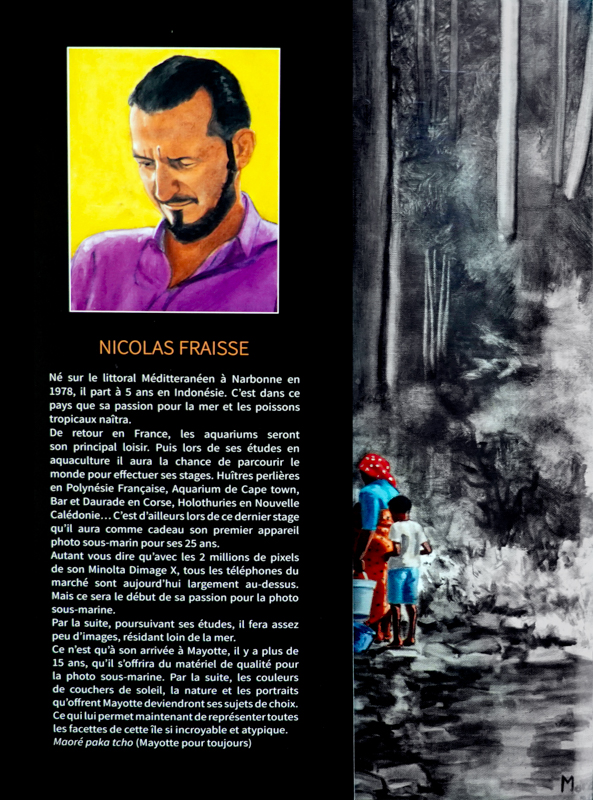 NICOLAS FRAISSE
Né sur le littoral Méditeranéen à Narbonne en
1978, il part à 5 ans en Indonésie. C'est dans ce
pays que sa passion pour la mer et les poissons
tropicaux naîtra.
De retour en France, les aquariums seront
son principal loisir. Puis lors de ses études en
aquaculture il aura la chance de parcourir le
monde pour effectuer ses stages. Huîtres perlières
en Polynésie Française, Aquarium de Cape town,
Bar et Daurade en Corse, Holothuries en Nouvelle
Calédonie... C'est d'ailleurs lors de ce dernier stage
qu'il aura comme cadeau son premier appareil
photo sous-marin pour ses 25 ans.
Autant vous dire qu'avec les 2 millions de pixels
de son Minolta Dimage X, tous les téléphones du
marché sont aujourd'hui largement au-dessus.
Mais ce sera le début de sa passion pour la photo
sous-marine.
Par la suite, poursuivant ses études, il fera assez
peu d'images, résidant loin de la mer.
Ce n'est qu'à son arrivée à Mayotte, il y a plus de
15 ans, qu'il s'offrira du matériel de qualité pour
la photo sous-marine. Par la suite, les couleurs
de couchers de soleil, la nature et les portraits
qu'offrent Mayotte deviendront ses sujets de choix.
Ce qui lui permet maintenant de représenter toutes
les facettes de cette île si incroyable et atypique.
Maoré paka tcho (Mayotte pour toujours)